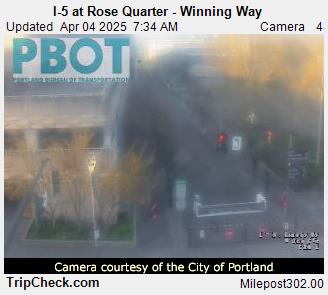 I-5 at Rose Quarter - Winning Way
Updated Apr 04 2025 7:34 AM Camera 4
PBOT
PORTLAND BUREAU OF TRANSPORTATION
Camera courtesy of the City of Portland
TripCheck.com Milepost302.00